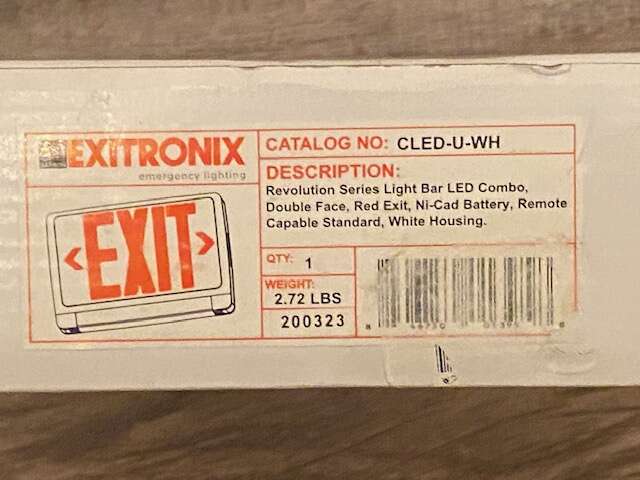 EXITRONIX
emergency lighting
EXIT
CATALOG NO: CLED-U-WH
DESCRIPTION:
Revolution Series Light Bar LED Combo,
Double Face, Red Exit, Ni-Cad Battery, Remote
Capable Standard, White Housing.
QTY: 1
WEIGHT:
2.72 LBS
200323